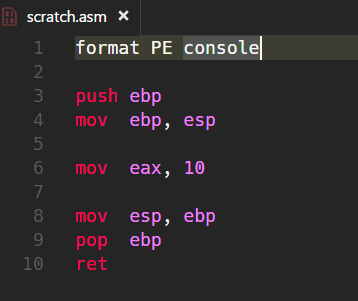 scratch.asm ×
1 format PE console
2
3 push ebp
4 mov  ebp, esp
5
6 mov  eax, 10
7
8 mov  esp, ebp
9 pop  ebp
10 ret